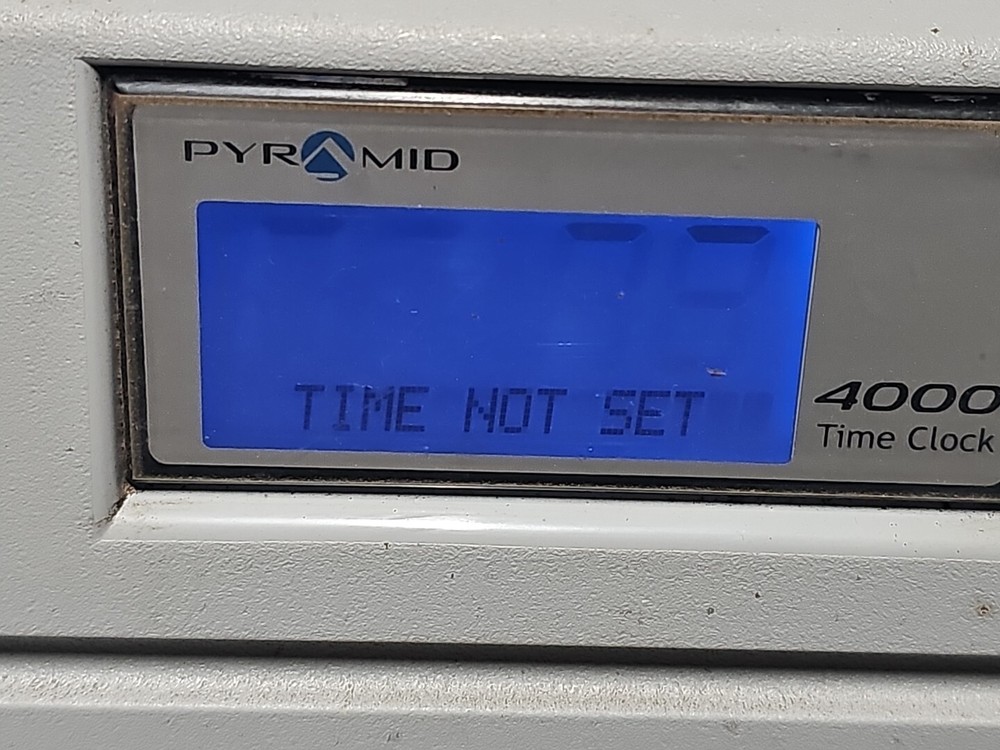 PYRAMID
TIME NOT SET
4000
Time Clock